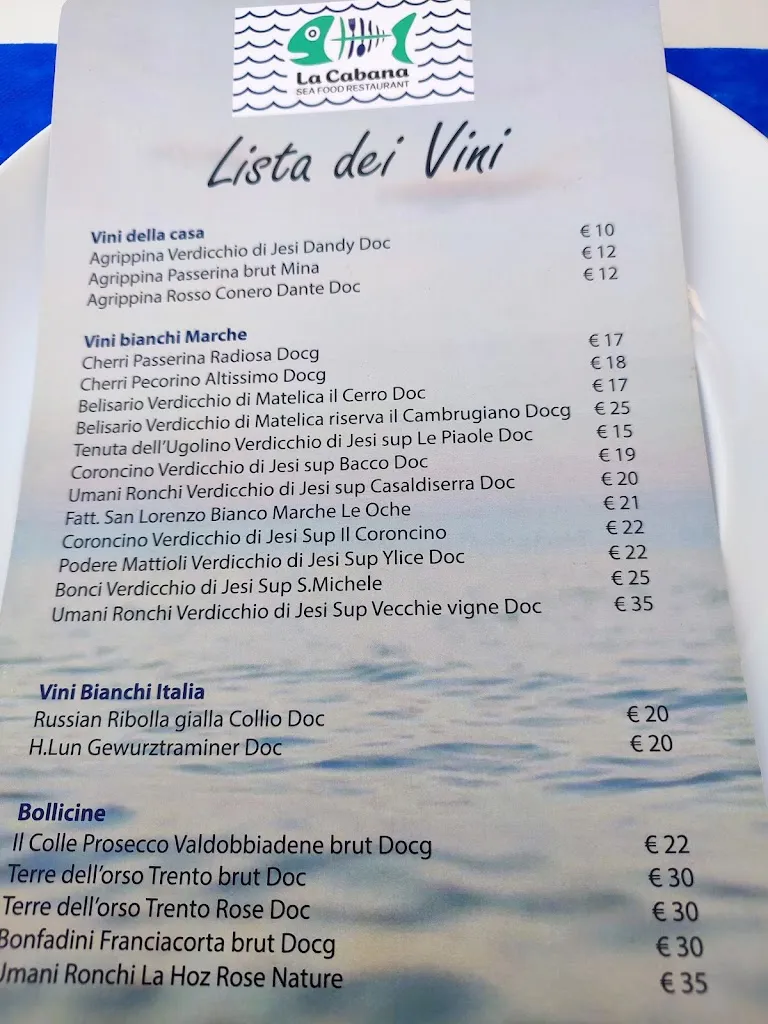 La Cabana
SEA FOOD RESTAURANT
Lista dei Vini
Vini della casa
Agrippina Verdicchio di Jesi Dandy Doc € 10
Agrippina Passerina brut Mina € 12
Agrippina Rosso Conero Dante Doc € 12
Vini bianchi Marche
Cherri Passerina Radiosa Docg € 17
Cherri Pecorino Altissimo Docg € 18
Belisario Verdicchio di Matelica il Cerro Doc € 17
Belisario Verdicchio di Matelica riserva il Cambrugiano Docg € 25
Tenuta dell'Ugolino Verdicchio di Jesi sup Le Piaole Doc € 15
Coroncino Verdicchio di Jesi sup Bacco Doc € 19
Umani Ronchi Verdicchio di Jesi sup Casaldiserra Doc € 20
Fatt. San Lorenzo Bianco Marche Le Oche € 21
Coroncino Verdicchio di Jesi Sup Il Coroncino € 22
Podere Mattioli Verdicchio di Jesi Sup Ylice Doc € 22
Bonci Verdicchio di Jesi Sup S.Michele € 25
Umani Ronchi Verdicchio di Jesi Sup Vecchie vigne Doc € 35
Vini Bianchi Italia
Russian Ribolla gialla Collio Doc € 20
H.Lun Gewurztraminer Doc € 20
Bollicine
Il Colle Prosecco Valdobbiadene brut Docg € 22
Terre dell'orso Trento brut Doc € 30
Terre dell'orso Trento Rose Doc € 30
Bonfadini Franciacorta brut Docg € 30
Umani Ronchi La Hoz Rose Nature € 35